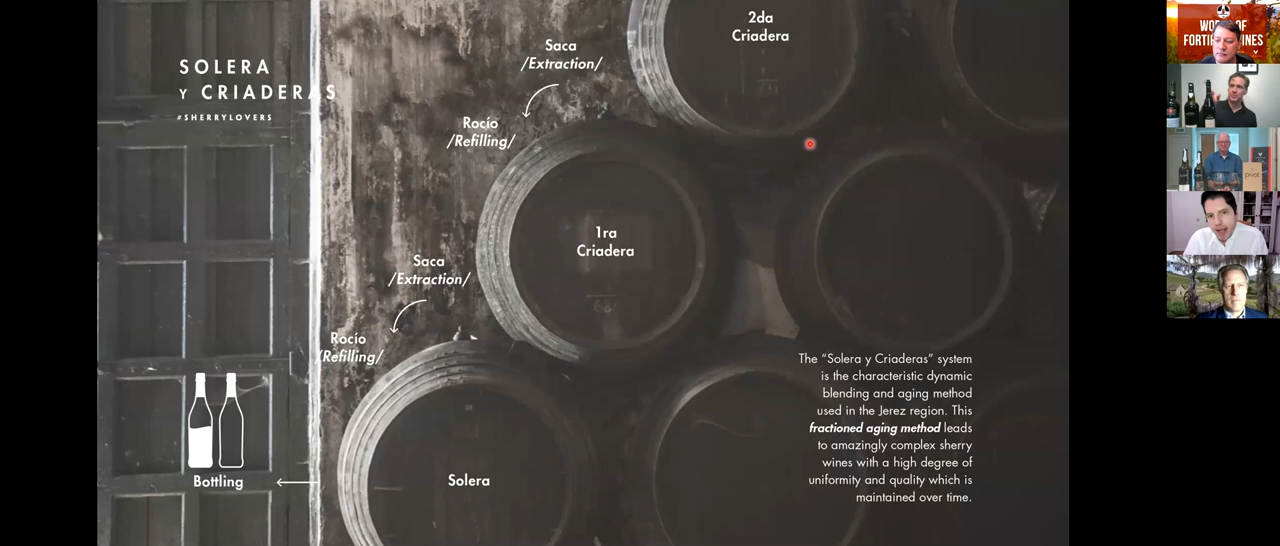 SOLERA
Y CRIADERAS
#SHERRYLOVERS
2da
Criadera
Saca
/Extraction/
Rocío
/Refilling/
1ra
Criadera
Saca
/Extraction/
Rocío
/Refilling/
Solera
Bottling
The “Solera y Criaderas” system
is the characteristic dynamic
blending and aging method
used in the Jerez region. This
fractioned aging method leads
to amazingly complex sherry
wines with a high degree of
uniformity and quality which is
maintained over time.
OF